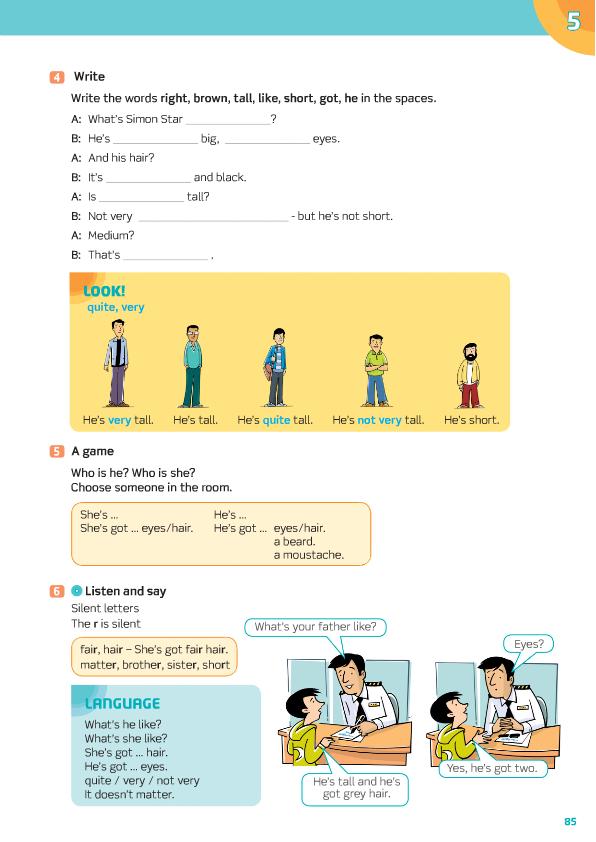 5
4 Write
Write the words right, brown, tall, like, short, got, he in the spaces.
A: What's Simon Star ____________?
B: He's ____________ big, ____________ eyes.
A: And his hair?
B: It's ____________ and black.
A: Is ____________ tall?
B: Not very ____________ - but he's not short.
A: Medium?
B: That's ____________ .
LOOK!
quite, very
He's very tall. He's tall. He's quite tall. He's not very tall. He's short.
5 A game
Who is he? Who is she?
Choose someone in the room.
She's ... He's ...
She's got ... eyes/hair. He's got ... eyes/hair.
a beard.
a moustache.
6 Listen and say
Silent letters
The r is silent
fair, hair – She's got fair hair.
matter, brother, sister, short
LANGUAGE
What's he like?
What's she like?
She's got ... hair.
He's got ... eyes.
quite / very / not very
It doesn't matter.
What's your father like?
He's tall and he's
got grey hair.
Eyes?
Yes, he's got two.
85